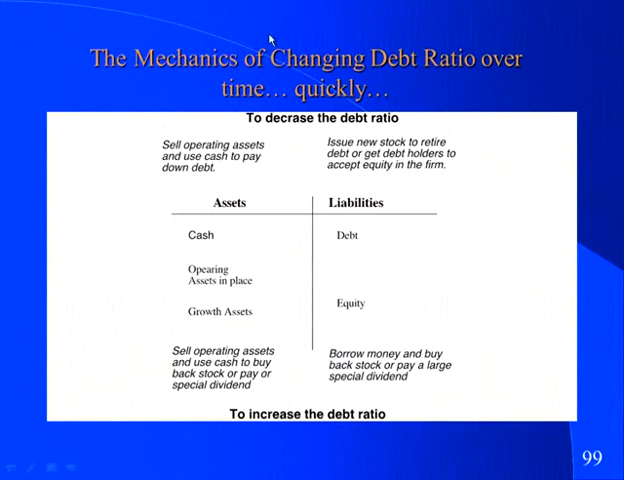 The Mechanics of Changing Debt Ratio over
time… quickly…
To decrase the debt ratio
Sell operating assets
and use cash to pay
down debt.
Issue new stock to retire
debt or get debt holders to
accept equity in the firm.
Assets
Liabilities
Cash
Debt
Opearing
Assets in place
Equity
Growth Assets
Sell operating assets
and use cash to buy
back stock or pay or
special dividend
Borrow money and buy
back stock or pay a large
special dividend
To increase the debt ratio
99